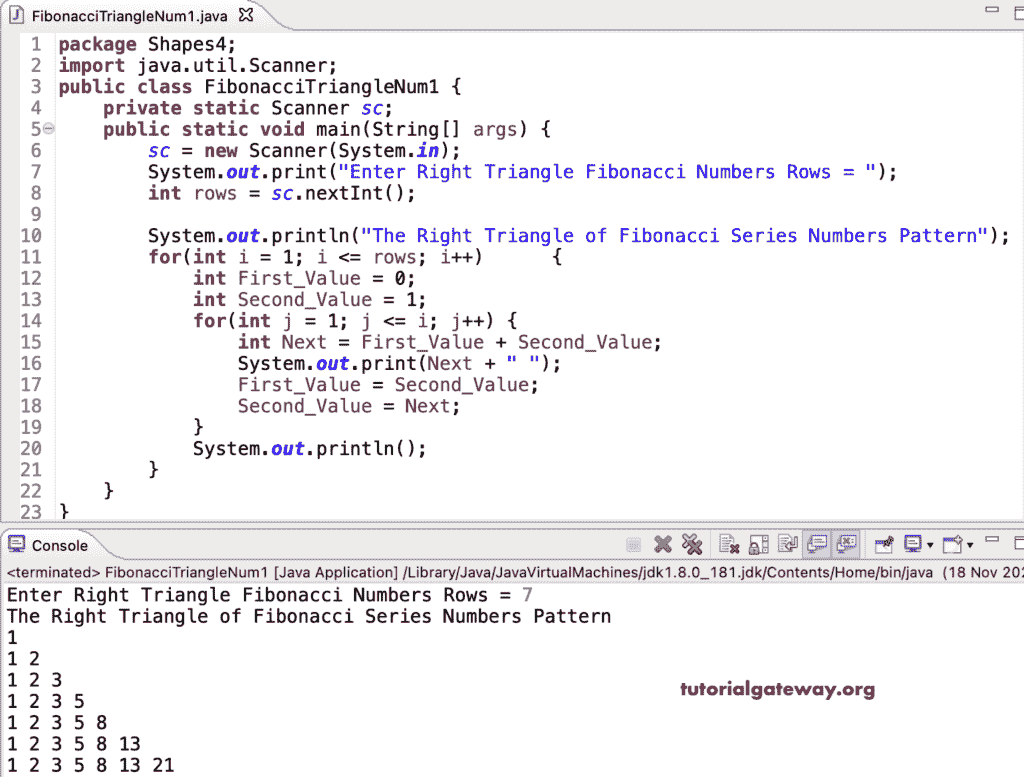 FibonacciTriangleNum1.java
1 package Shapes4;
2 import java.util.Scanner;
3 public class FibonacciTriangleNum1 {
4     private static Scanner sc;
5     public static void main(String[] args) {
6         sc = new Scanner(System.in);
7         System.out.print("Enter Right Triangle Fibonacci Numbers Rows = ");
8         int rows = sc.nextInt();
9
10         System.out.println("The Right Triangle of Fibonacci Series Numbers Pattern");
11         for(int i = 1; i <= rows; i++)      {
12             int First_Value = 0;
13             int Second_Value = 1;
14             for(int j = 1; j <= i; j++) {
15                 int Next = First_Value + Second_Value;
16                 System.out.print(Next + " ");
17                 First_Value = Second_Value;
18                 Second_Value = Next;
19             }
20             System.out.println();
21         }
22     }
23 }
Console
<terminated> FibonacciTriangleNum1 [Java Application] /Library/Java/JavaVirtualMachines/jdk1.8.0_181.jdk/Contents/Home/bin/java (18 Nov 202
Enter Right Triangle Fibonacci Numbers Rows = 7
The Right Triangle of Fibonacci Series Numbers Pattern
1
1 2
1 2 3
1 2 3 5
1 2 3 5 8
1 2 3 5 8 13
1 2 3 5 8 13 21
tutorialgateway.org